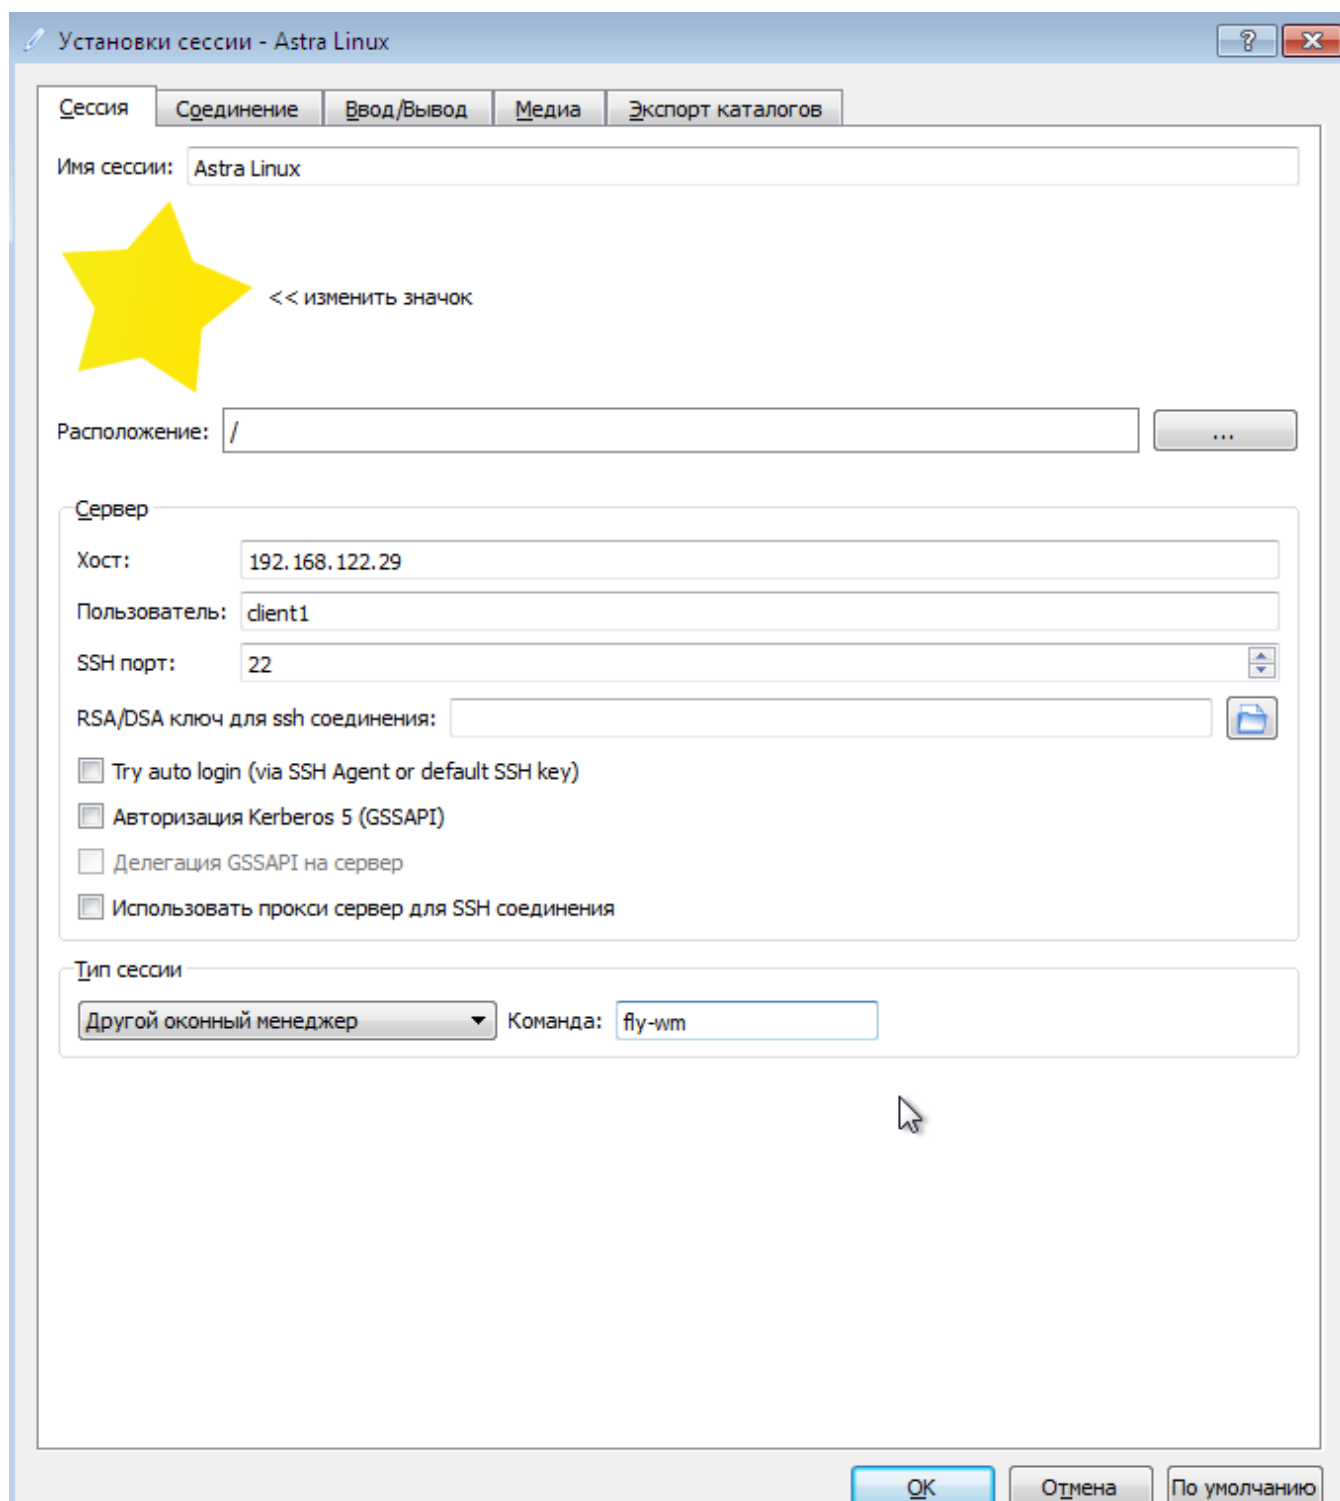 Установки сессии - Astra Linux
Сессия Соединение Ввод/Вывод Медиа Экспорт каталогов
Имя сессии: Astra Linux
<< изменить значок
Расположение: / ...
Сервер
Хост: 192.168.122.29
Пользователь: client1
SSH порт: 22
RSA/DSA ключ для ssh соединения:
Try auto login (via SSH Agent or default SSH key)
Авторизация Kerberos 5 (GSSAPI)
Делегация GSSAPI на сервер
Использовать прокси сервер для SSH соединения
Тип сессии
Другой оконный менеджер Команда: fly-wm
OK Отмена По умолчанию